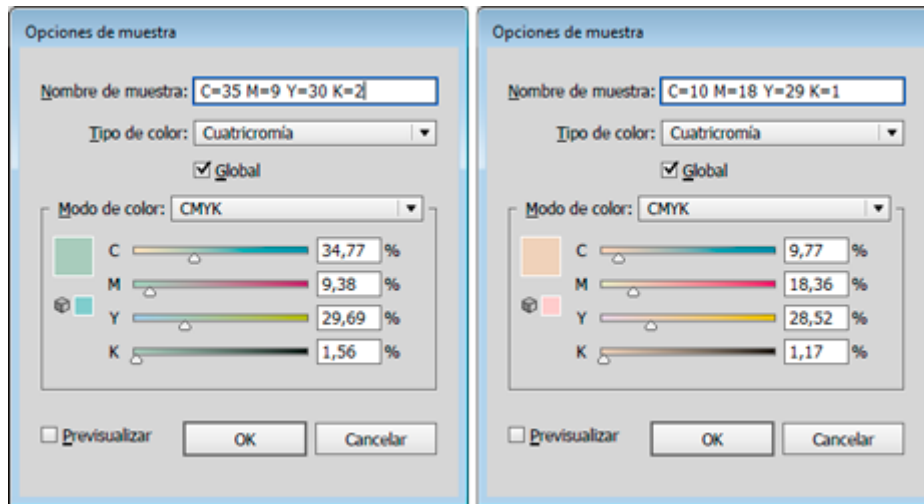 Opciones de muestra
Nombre de muestra: C=35 M=9 Y=30 K=2
Tipo de color: Cuatricromía
Global
Modo de color: CMYK
C 34,77 %
M 9,38 %
Y 29,69 %
K 1,56 %
Previsualizar OK Cancelar
Opciones de muestra
Nombre de muestra: C=10 M=18 Y=29 K=1
Tipo de color: Cuatricromía
Global
Modo de color: CMYK
C 9,77 %
M 18,36 %
Y 28,52 %
K 1,17 %
Previsualizar OK Cancelar